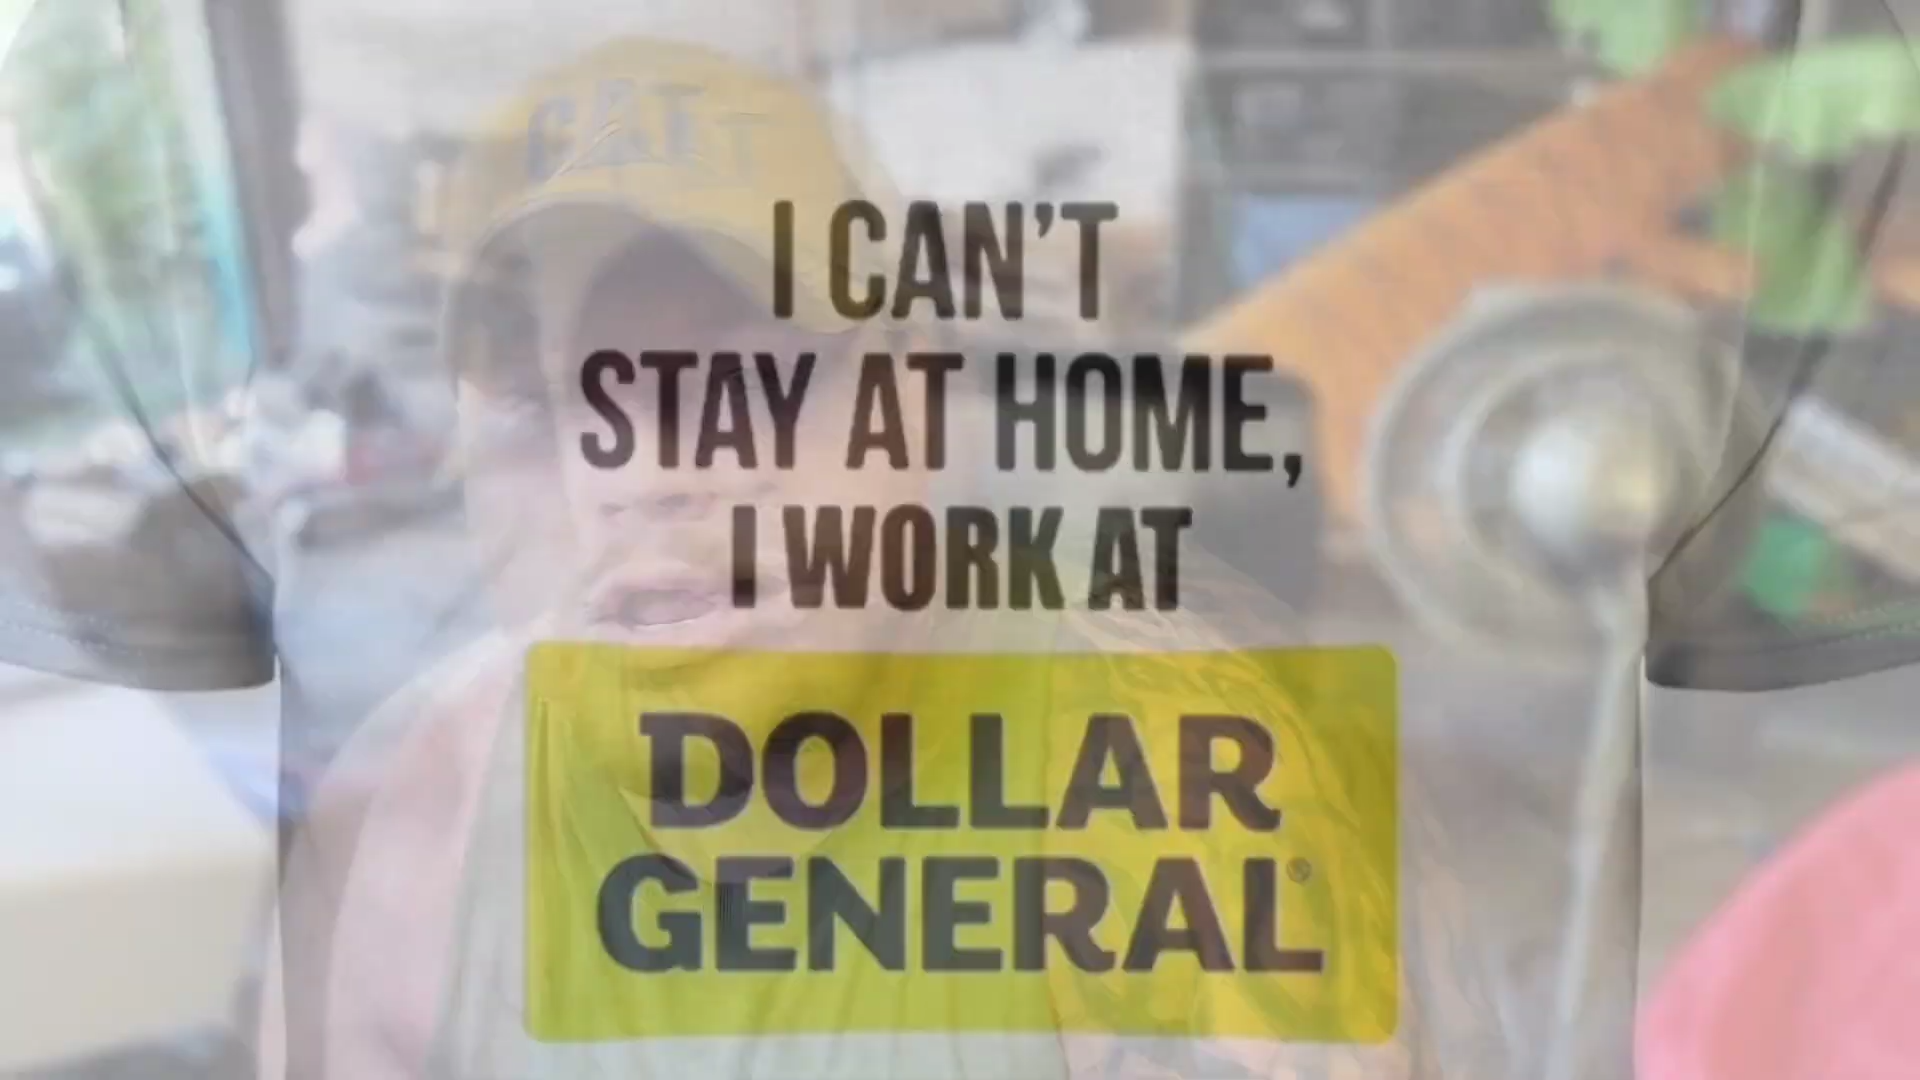 CAT
I CAN'T
STAY AT HOME,
I WORK AT
DOLLAR
GENERAL®